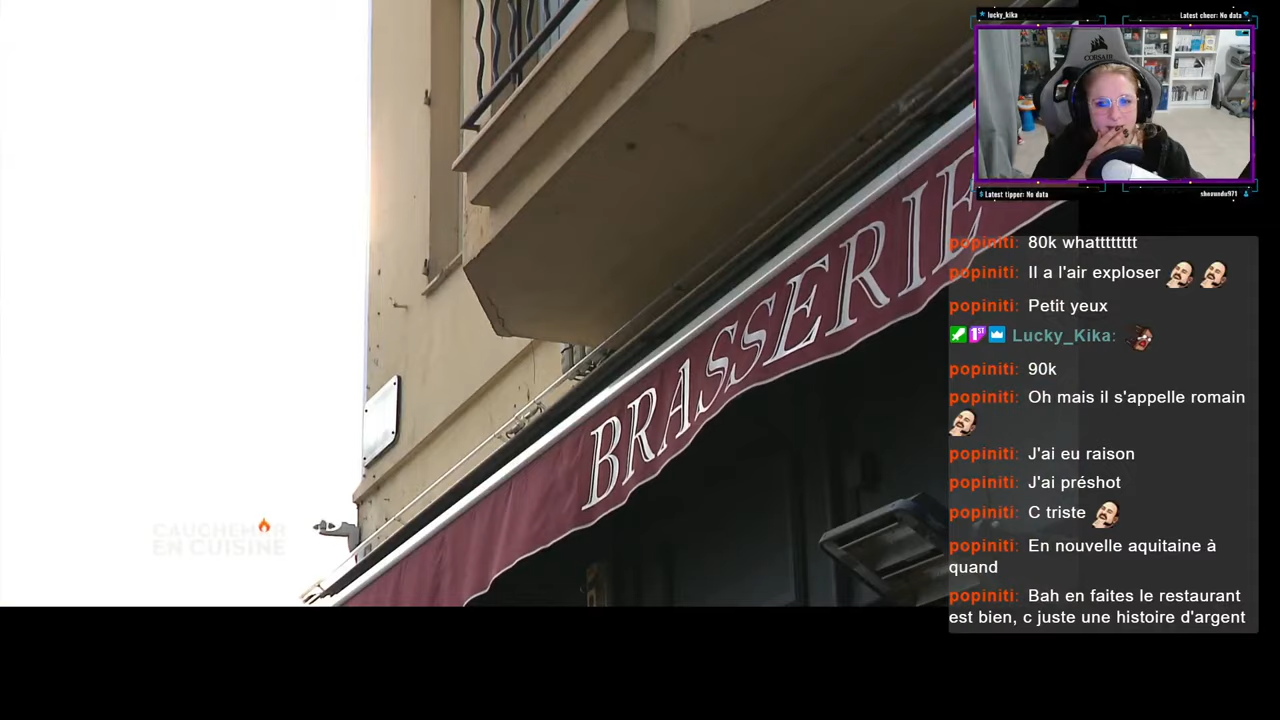 lucky_kika
Latest cheer: No data
CORSAIR
Latest tipper: No data
BRASSERIE
CAUCHEMAR
EN CUISINE
popiniti: 80k whatttttttt
popiniti: Il a l'air exploser
popiniti: Petit yeux
1ST Lucky_Kika:
popiniti: 90k
popiniti: Oh mais il s'appelle romain
popiniti: J'ai eu raison
popiniti: J'ai préshot
popiniti: C triste
popiniti: En nouvelle aquitaine à
quand
popiniti: Bah en faites le restaurant
est bien, c juste une histoire d'argent